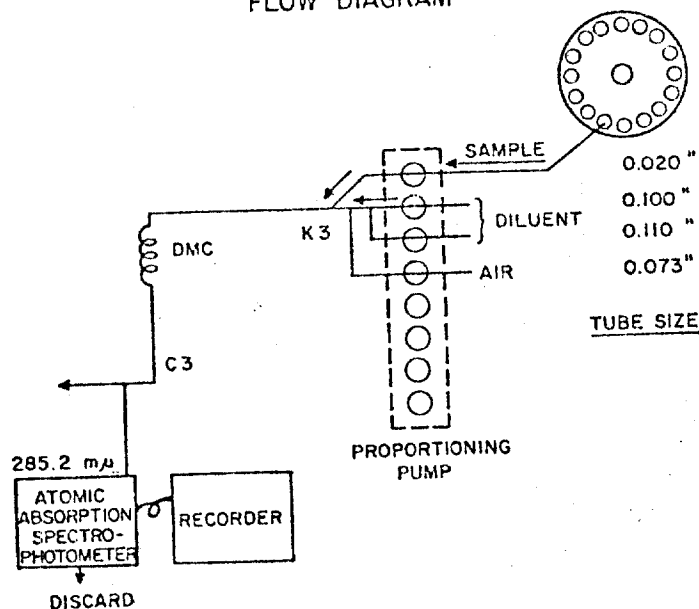 FLOW DIAGRAM
SAMPLE
0.020"
0.100"
DILUENT
0.110"
K3
AIR
0.073"
DMC
TUBE SIZE
C3
PROPORTIONING
PUMP
285.2 mµ
ATOMIC
ABSORPTION
SPECTRO-
PHOTOMETER
RECORDER
DISCARD